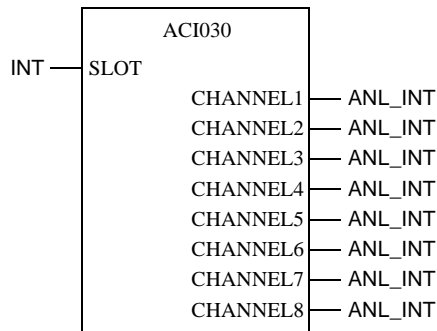 ACI030
INT SLOT
CHANNEL1 ANL_INT
CHANNEL2 ANL_INT
CHANNEL3 ANL_INT
CHANNEL4 ANL_INT
CHANNEL5 ANL_INT
CHANNEL6 ANL_INT
CHANNEL7 ANL_INT
CHANNEL8 ANL_INT